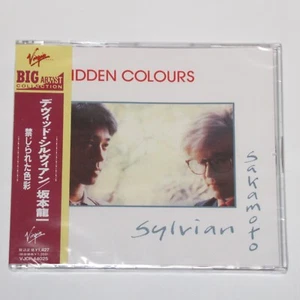 Virgin
BIG ARTIST
COLLECTION
デヴィッド・シルヴィアン/坂本龍一
禁じられた色彩
IDDEN COLOURS
sylvian
sakamoto
Virgin